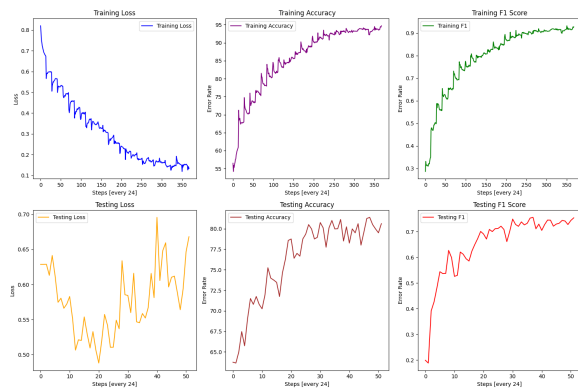 Training Loss
Training Accuracy
Training F1 Score
Training Loss
Training Accuracy
Training F1
Loss
Error Rate
Error Rate
0.8
0.7
0.6
0.5
0.4
0.3
0.2
0.1
95
90
85
80
75
70
65
60
55
0.9
0.8
0.7
0.6
0.5
0.4
0.3
0 50 100 150 200 250 300 350
0 50 100 150 200 250 300 350
0 50 100 150 200 250 300 350
Steps [every 24]
Steps [every 24]
Steps [every 24]
Testing Loss
Testing Accuracy
Testing F1 Score
Testing Loss
Testing Accuracy
Testing F1
Loss
Error Rate
Error Rate
0.70
0.65
0.60
0.55
0.50
80.0
77.5
75.0
72.5
70.0
67.5
65.0
0.7
0.6
0.5
0.4
0.3
0.2
0 10 20 30 40 50
0 10 20 30 40 50
0 10 20 30 40 50
Steps [every 24]
Steps [every 24]
Steps [every 24]